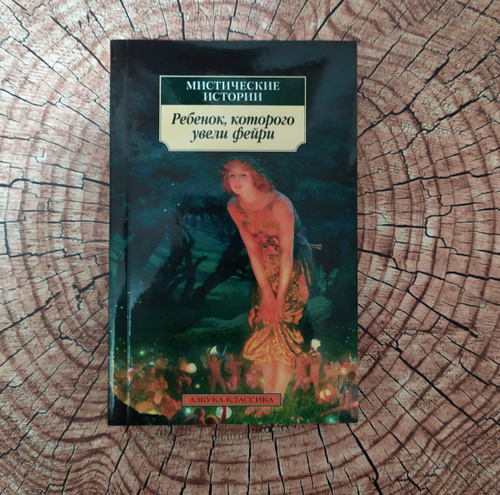 МИСТИЧЕСКИЕ
ИСТОРИИ
Ребенок, которого
увели фейри
АЗБУКА-КЛАССИКА